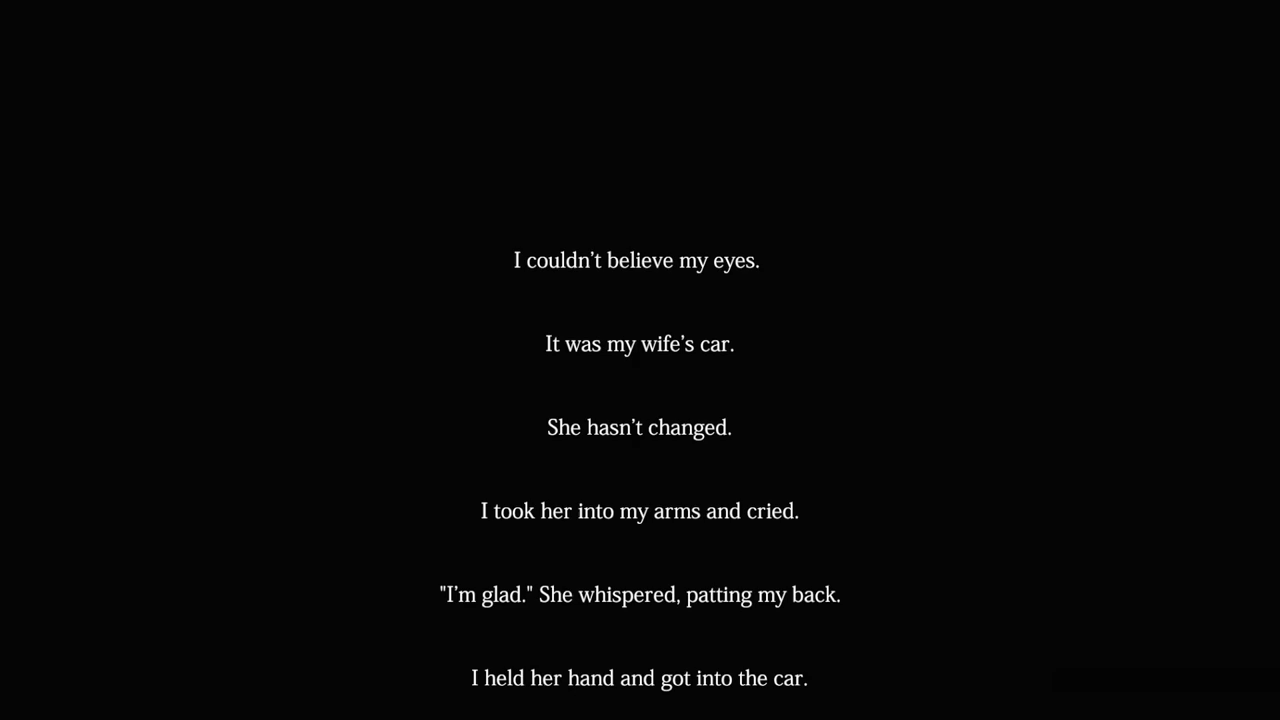 I couldn’t believe my eyes.
It was my wife’s car.
She hasn’t changed.
I took her into my arms and cried.
"I’m glad." She whispered, patting my back.
I held her hand and got into the car.